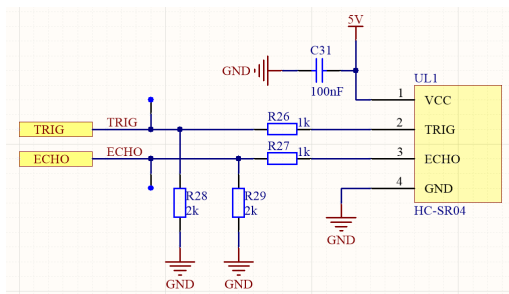 5V
C31
GND
100nF
UL1
1
VCC
TRIG
TRIG
R26
1k
2
TRIG
ECHO
ECHO
R27
1k
3
ECHO
4
GND
R28
2k
R29
2k
HC-SR04
GND
GND
GND